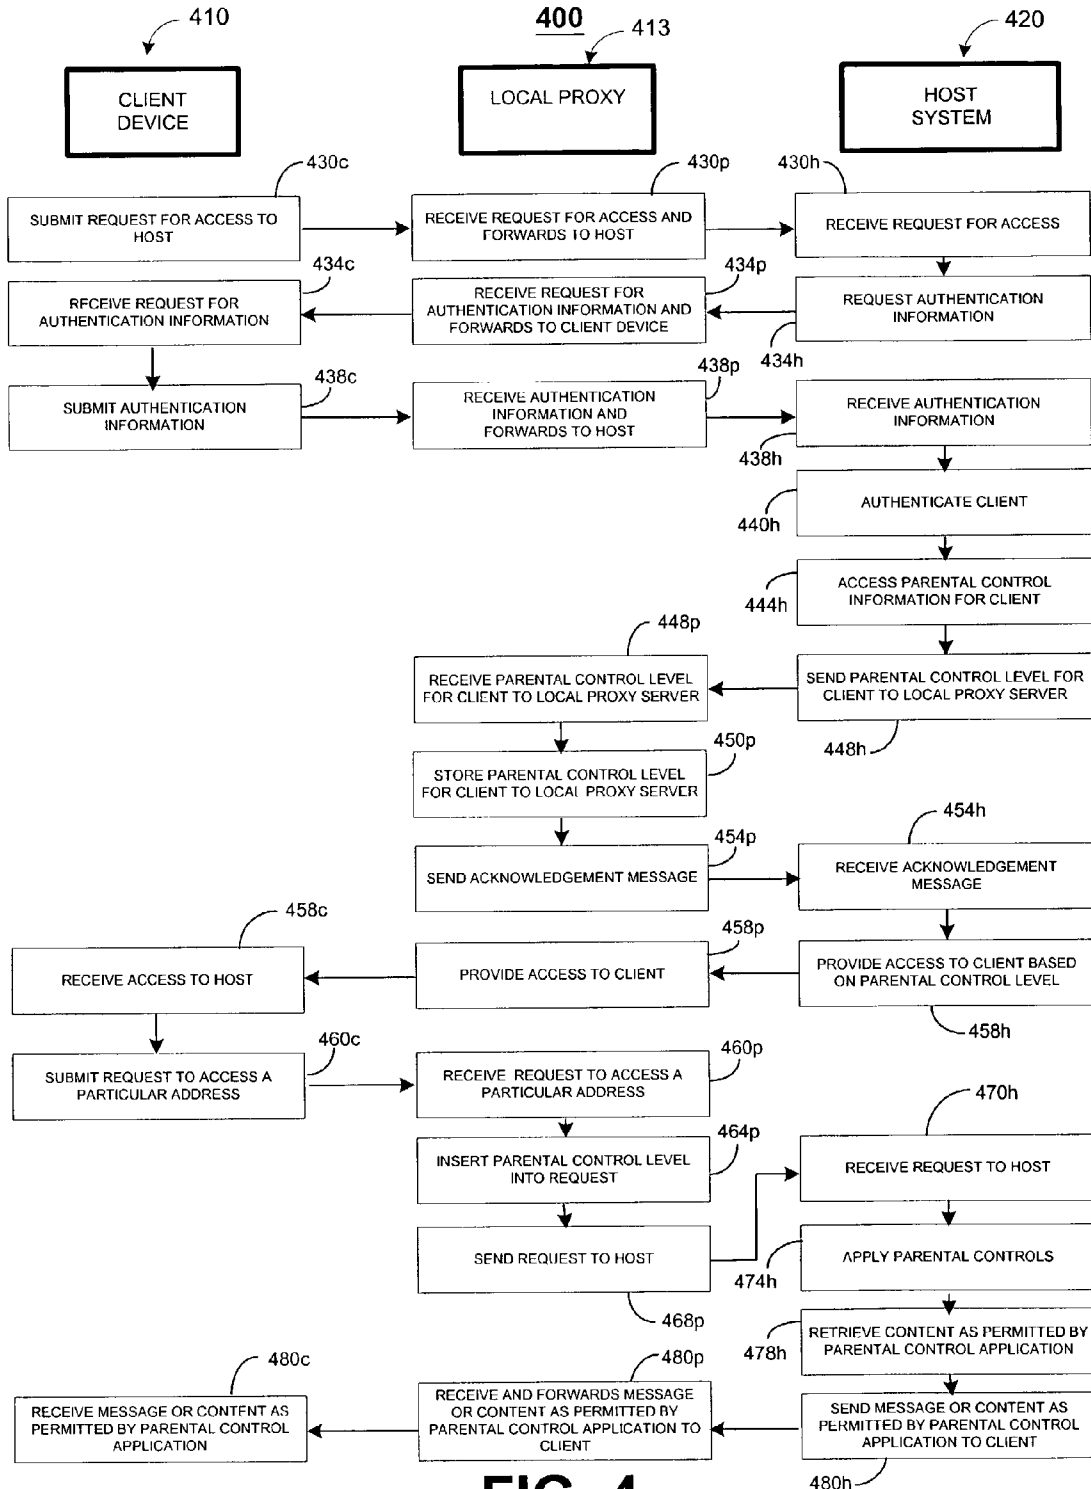 410
400
413
420
CLIENT
DEVICE
LOCAL PROXY
HOST
SYSTEM
430c
430p
430h
SUBMIT REQUEST FOR ACCESS TO
HOST
RECEIVE REQUEST FOR ACCESS AND
FORWARDS TO HOST
RECEIVE REQUEST FOR ACCESS
434c
434p
RECEIVE REQUEST FOR
AUTHENTICATION INFORMATION
RECEIVE REQUEST FOR
AUTHENTICATION INFORMATION AND
FORWARDS TO CLIENT DEVICE
REQUEST AUTHENTICATION
INFORMATION
434h
438c
438p
SUBMIT AUTHENTICATION
INFORMATION
RECEIVE AUTHENTICATION
INFORMATION AND
FORWARDS TO HOST
RECEIVE AUTHENTICATION
INFORMATION
438h
AUTHENTICATE CLIENT
440h
ACCESS PARENTAL CONTROL
INFORMATION FOR CLIENT
444h
448p
RECEIVE PARENTAL CONTROL LEVEL
FOR CLIENT TO LOCAL PROXY SERVER
SEND PARENTAL CONTROL LEVEL FOR
CLIENT TO LOCAL PROXY SERVER
448h
450p
STORE PARENTAL CONTROL LEVEL
FOR CLIENT TO LOCAL PROXY SERVER
454h
454p
SEND ACKNOWLEDGEMENT MESSAGE
RECEIVE ACKNOWLEDGEMENT
MESSAGE
458c
458p
RECEIVE ACCESS TO HOST
PROVIDE ACCESS TO CLIENT
PROVIDE ACCESS TO CLIENT BASED
ON PARENTAL CONTROL LEVEL
458h
460c
460p
SUBMIT REQUEST TO ACCESS A
PARTICULAR ADDRESS
RECEIVE REQUEST TO ACCESS A
PARTICULAR ADDRESS
470h
464p
INSERT PARENTAL CONTROL LEVEL
INTO REQUEST
RECEIVE REQUEST TO HOST
SEND REQUEST TO HOST
APPLY PARENTAL CONTROLS
474h
468p
RETRIEVE CONTENT AS PERMITTED BY
PARENTAL CONTROL APPLICATION
478h
480c
480p
RECEIVE MESSAGE OR CONTENT AS
PERMITTED BY PARENTAL CONTROL
APPLICATION
RECEIVE AND FORWARDS MESSAGE
OR CONTENT AS PERMITTED BY
PARENTAL CONTROL APPLICATION TO
CLIENT
SEND MESSAGE OR CONTENT AS
PERMITTED BY PARENTAL CONTROL
APPLICATION TO CLIENT
480h
FIG. 4